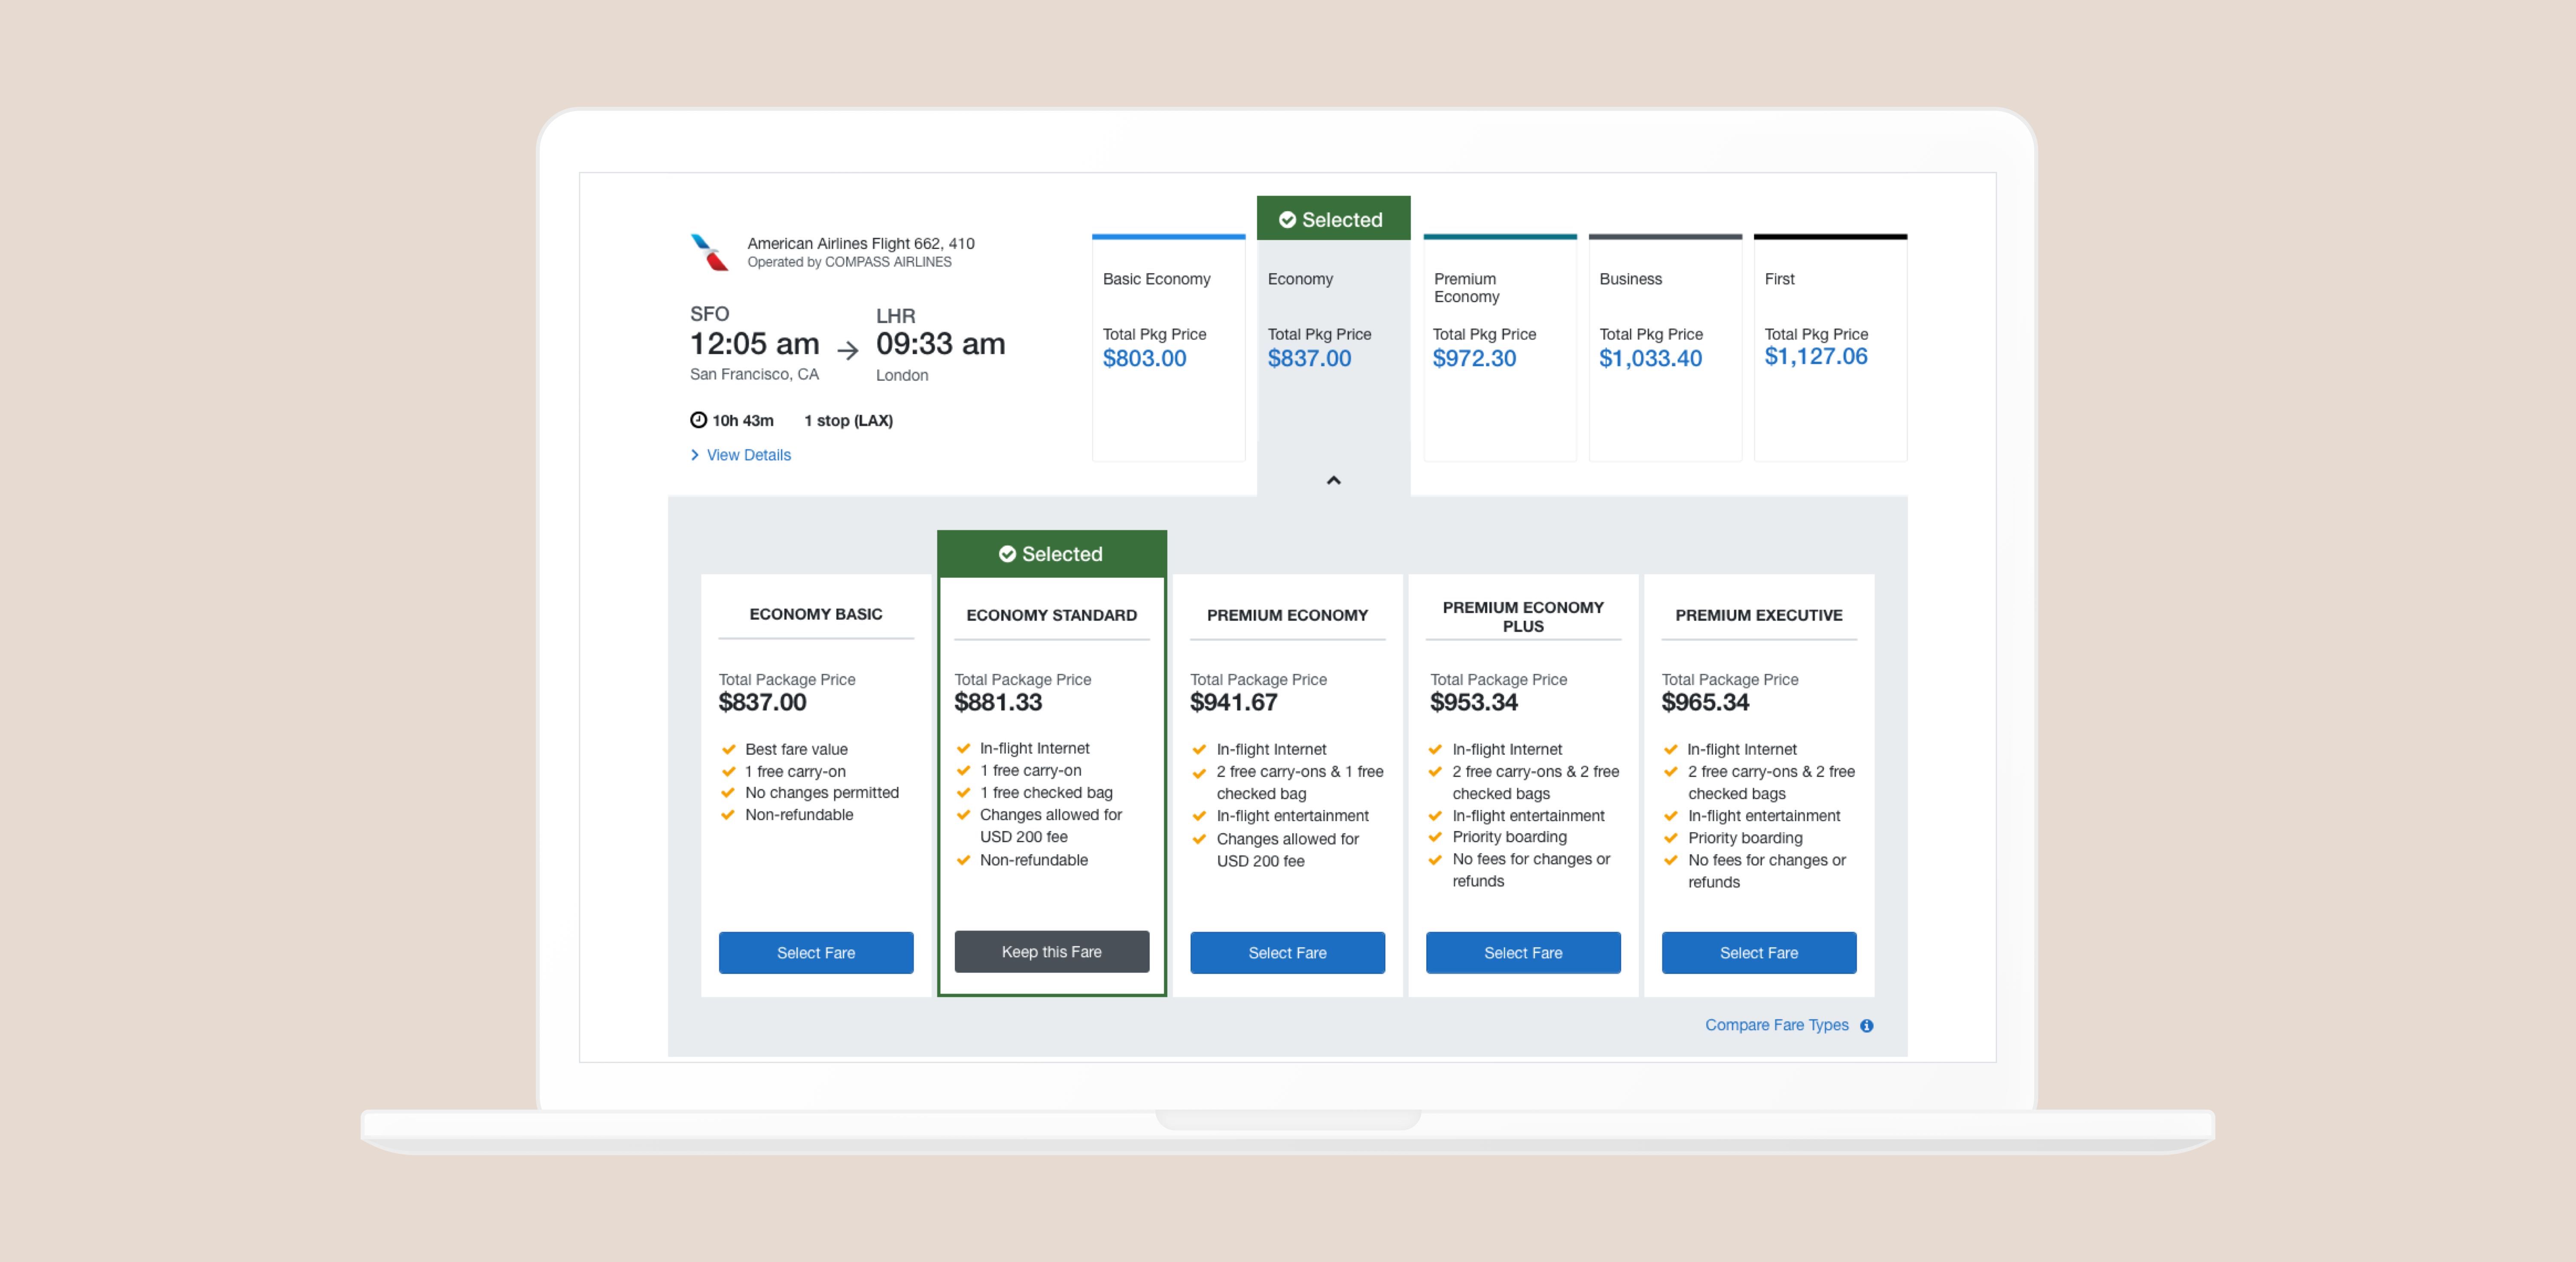 American Airlines Flight 662, 410
Operated by COMPASS AIRLINES
SFO
12:05 am
San Francisco, CA
LHR
09:33 am
London
10h 43m 1 stop (LAX)
View Details
Basic Economy
Total Pkg Price
$803.00
Selected
Economy
Total Pkg Price
$837.00
Premium
Economy
Total Pkg Price
$972.30
Business
Total Pkg Price
$1,033.40
First
Total Pkg Price
$1,127.06
ECONOMY BASIC
Total Package Price
$837.00
Best fare value
1 free carry-on
No changes permitted
Non-refundable
Select Fare
Selected
ECONOMY STANDARD
Total Package Price
$881.33
In-flight Internet
1 free carry-on
1 free checked bag
Changes allowed for
USD 200 fee
Non-refundable
Keep this Fare
PREMIUM ECONOMY
Total Package Price
$941.67
In-flight Internet
2 free carry-ons & 1 free
checked bag
In-flight entertainment
Changes allowed for
USD 200 fee
Select Fare
PREMIUM ECONOMY
PLUS
Total Package Price
$953.34
In-flight Internet
2 free carry-ons & 2 free
checked bags
In-flight entertainment
Priority boarding
No fees for changes or
refunds
Select Fare
PREMIUM EXECUTIVE
Total Package Price
$965.34
In-flight Internet
2 free carry-ons & 2 free
checked bags
In-flight entertainment
Priority boarding
No fees for changes or
refunds
Select Fare
Compare Fare Types